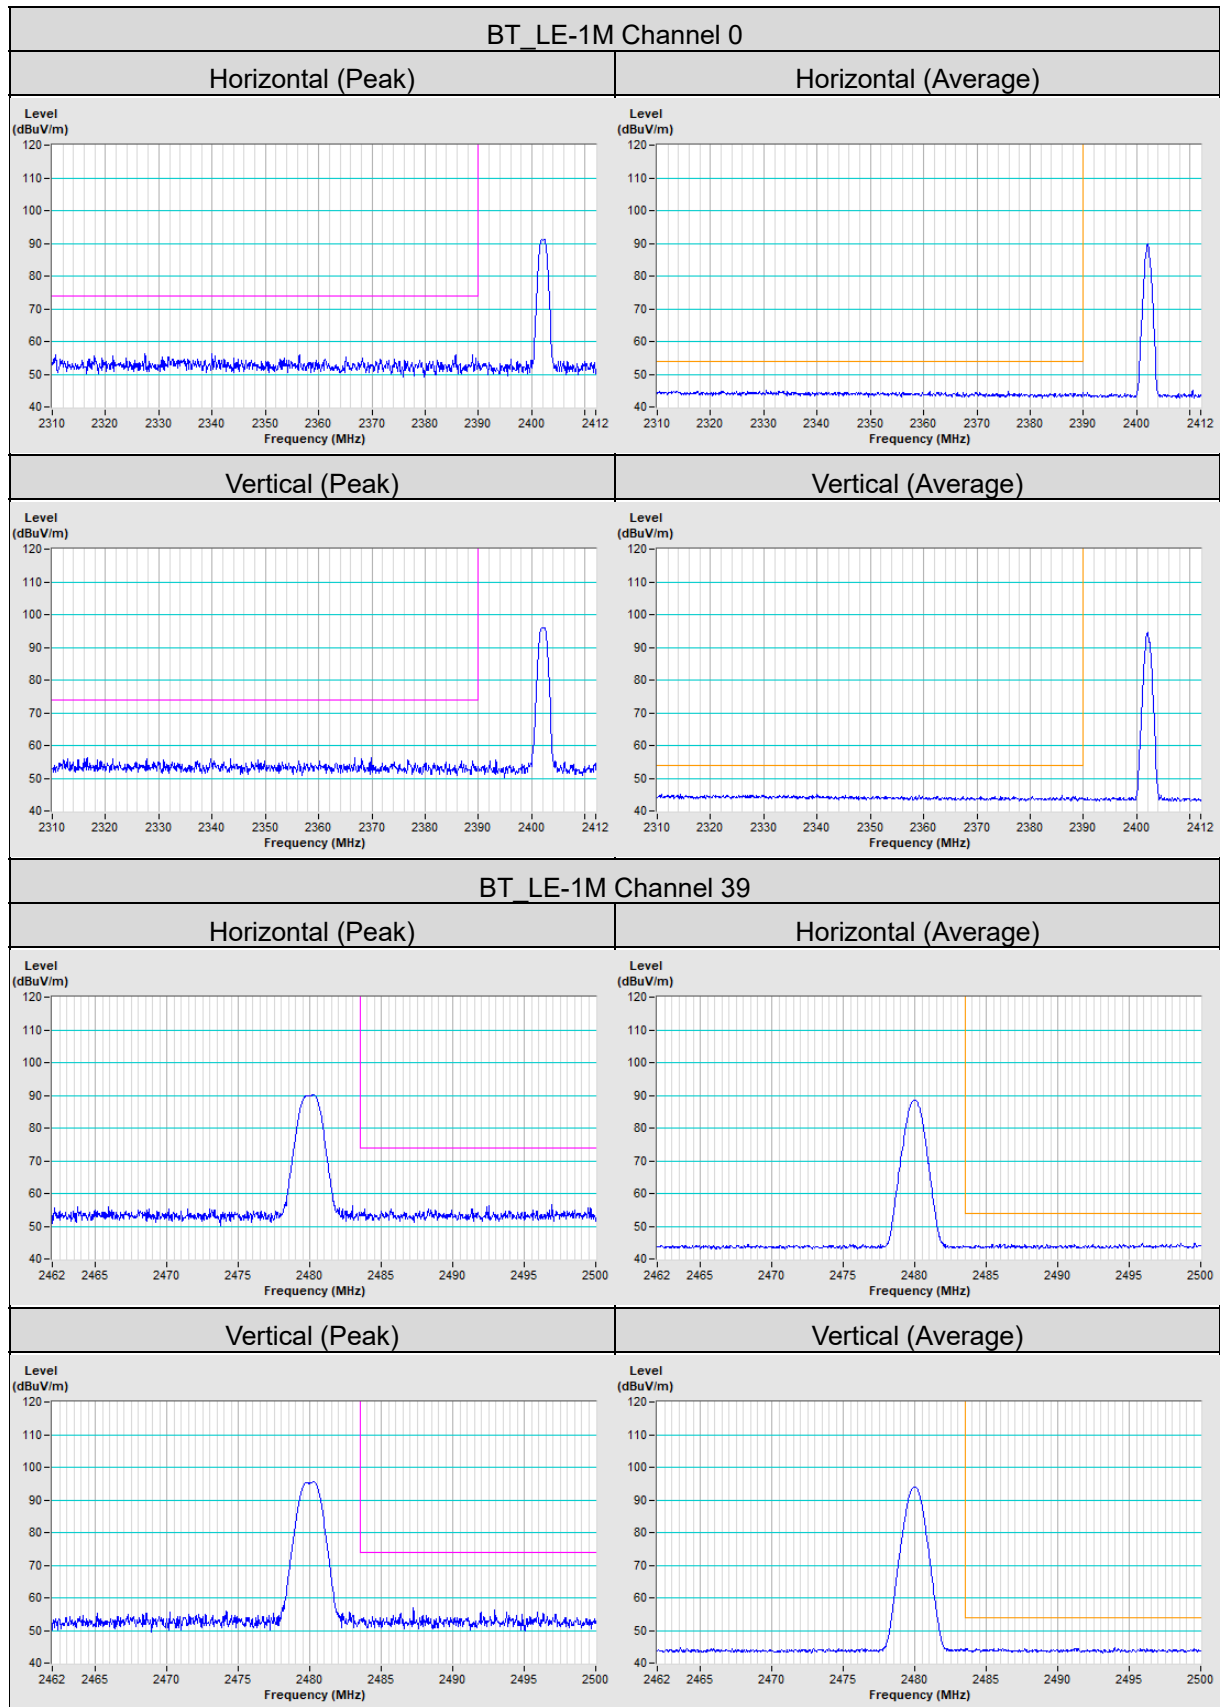 BT_LE-1M Channel 0
Horizontal (Peak) Horizontal (Average)
Level
(dBuV/m)
120
110
100
90
80
70
60
50
40
2310 2320 2330 2340 2350 2360 2370 2380 2390 2400 2412
Frequency (MHz)
Level
(dBuV/m)
120
110
100
90
80
70
60
50
40
2310 2320 2330 2340 2350 2360 2370 2380 2390 2400 2412
Frequency (MHz)
Vertical (Peak) Vertical (Average)
Level
(dBuV/m)
120
110
100
90
80
70
60
50
40
2310 2320 2330 2340 2350 2360 2370 2380 2390 2400 2412
Frequency (MHz)
Level
(dBuV/m)
120
110
100
90
80
70
60
50
40
2310 2320 2330 2340 2350 2360 2370 2380 2390 2400 2412
Frequency (MHz)
BT_LE-1M Channel 39
Horizontal (Peak) Horizontal (Average)
Level
(dBuV/m)
120
110
100
90
80
70
60
50
40
2462 2465 2470 2475 2480 2485 2490 2495 2500
Frequency (MHz)
Level
(dBuV/m)
120
110
100
90
80
70
60
50
40
2462 2465 2470 2475 2480 2485 2490 2495 2500
Frequency (MHz)
Vertical (Peak) Vertical (Average)
Level
(dBuV/m)
120
110
100
90
80
70
60
50
40
2462 2465 2470 2475 2480 2485 2490 2495 2500
Frequency (MHz)
Level
(dBuV/m)
120
110
100
90
80
70
60
50
40
2462 2465 2470 2475 2480 2485 2490 2495 2500
Frequency (MHz)